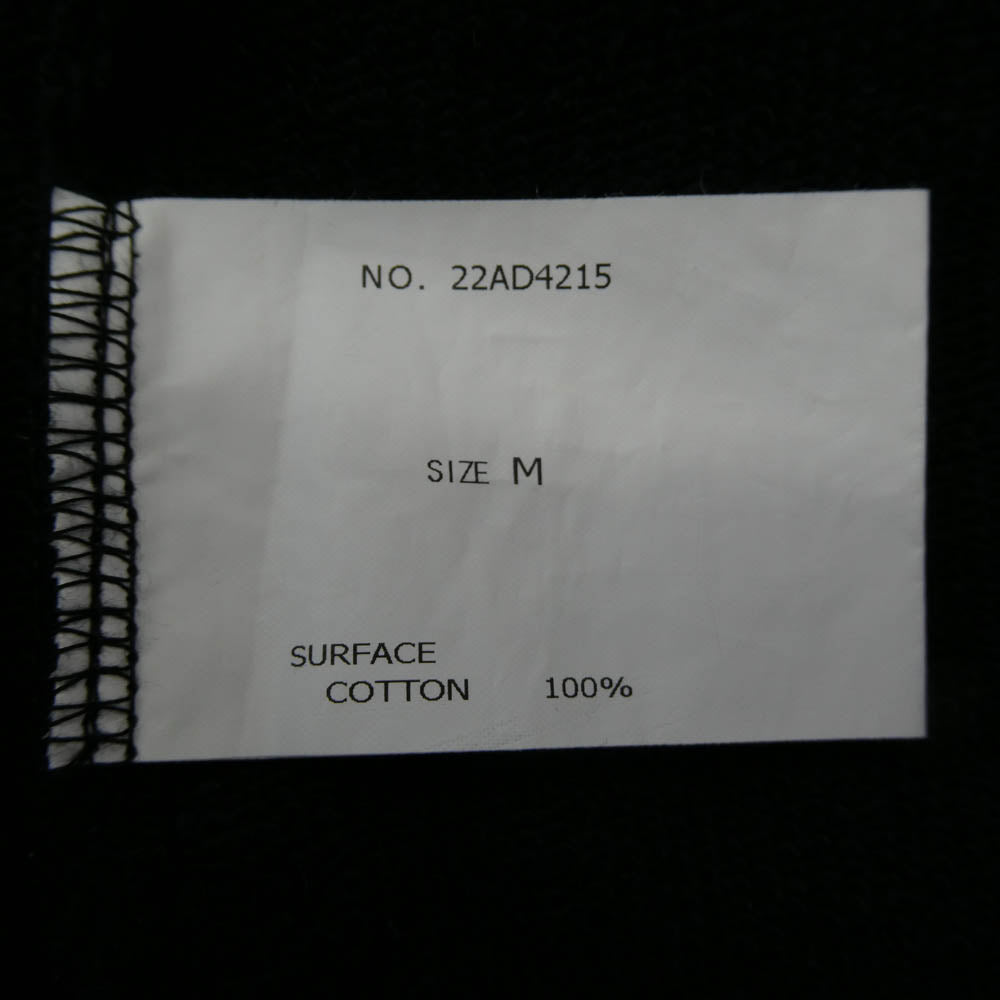 NO. 22AD4215
SIZE M
SURFACE
COTTON 100%